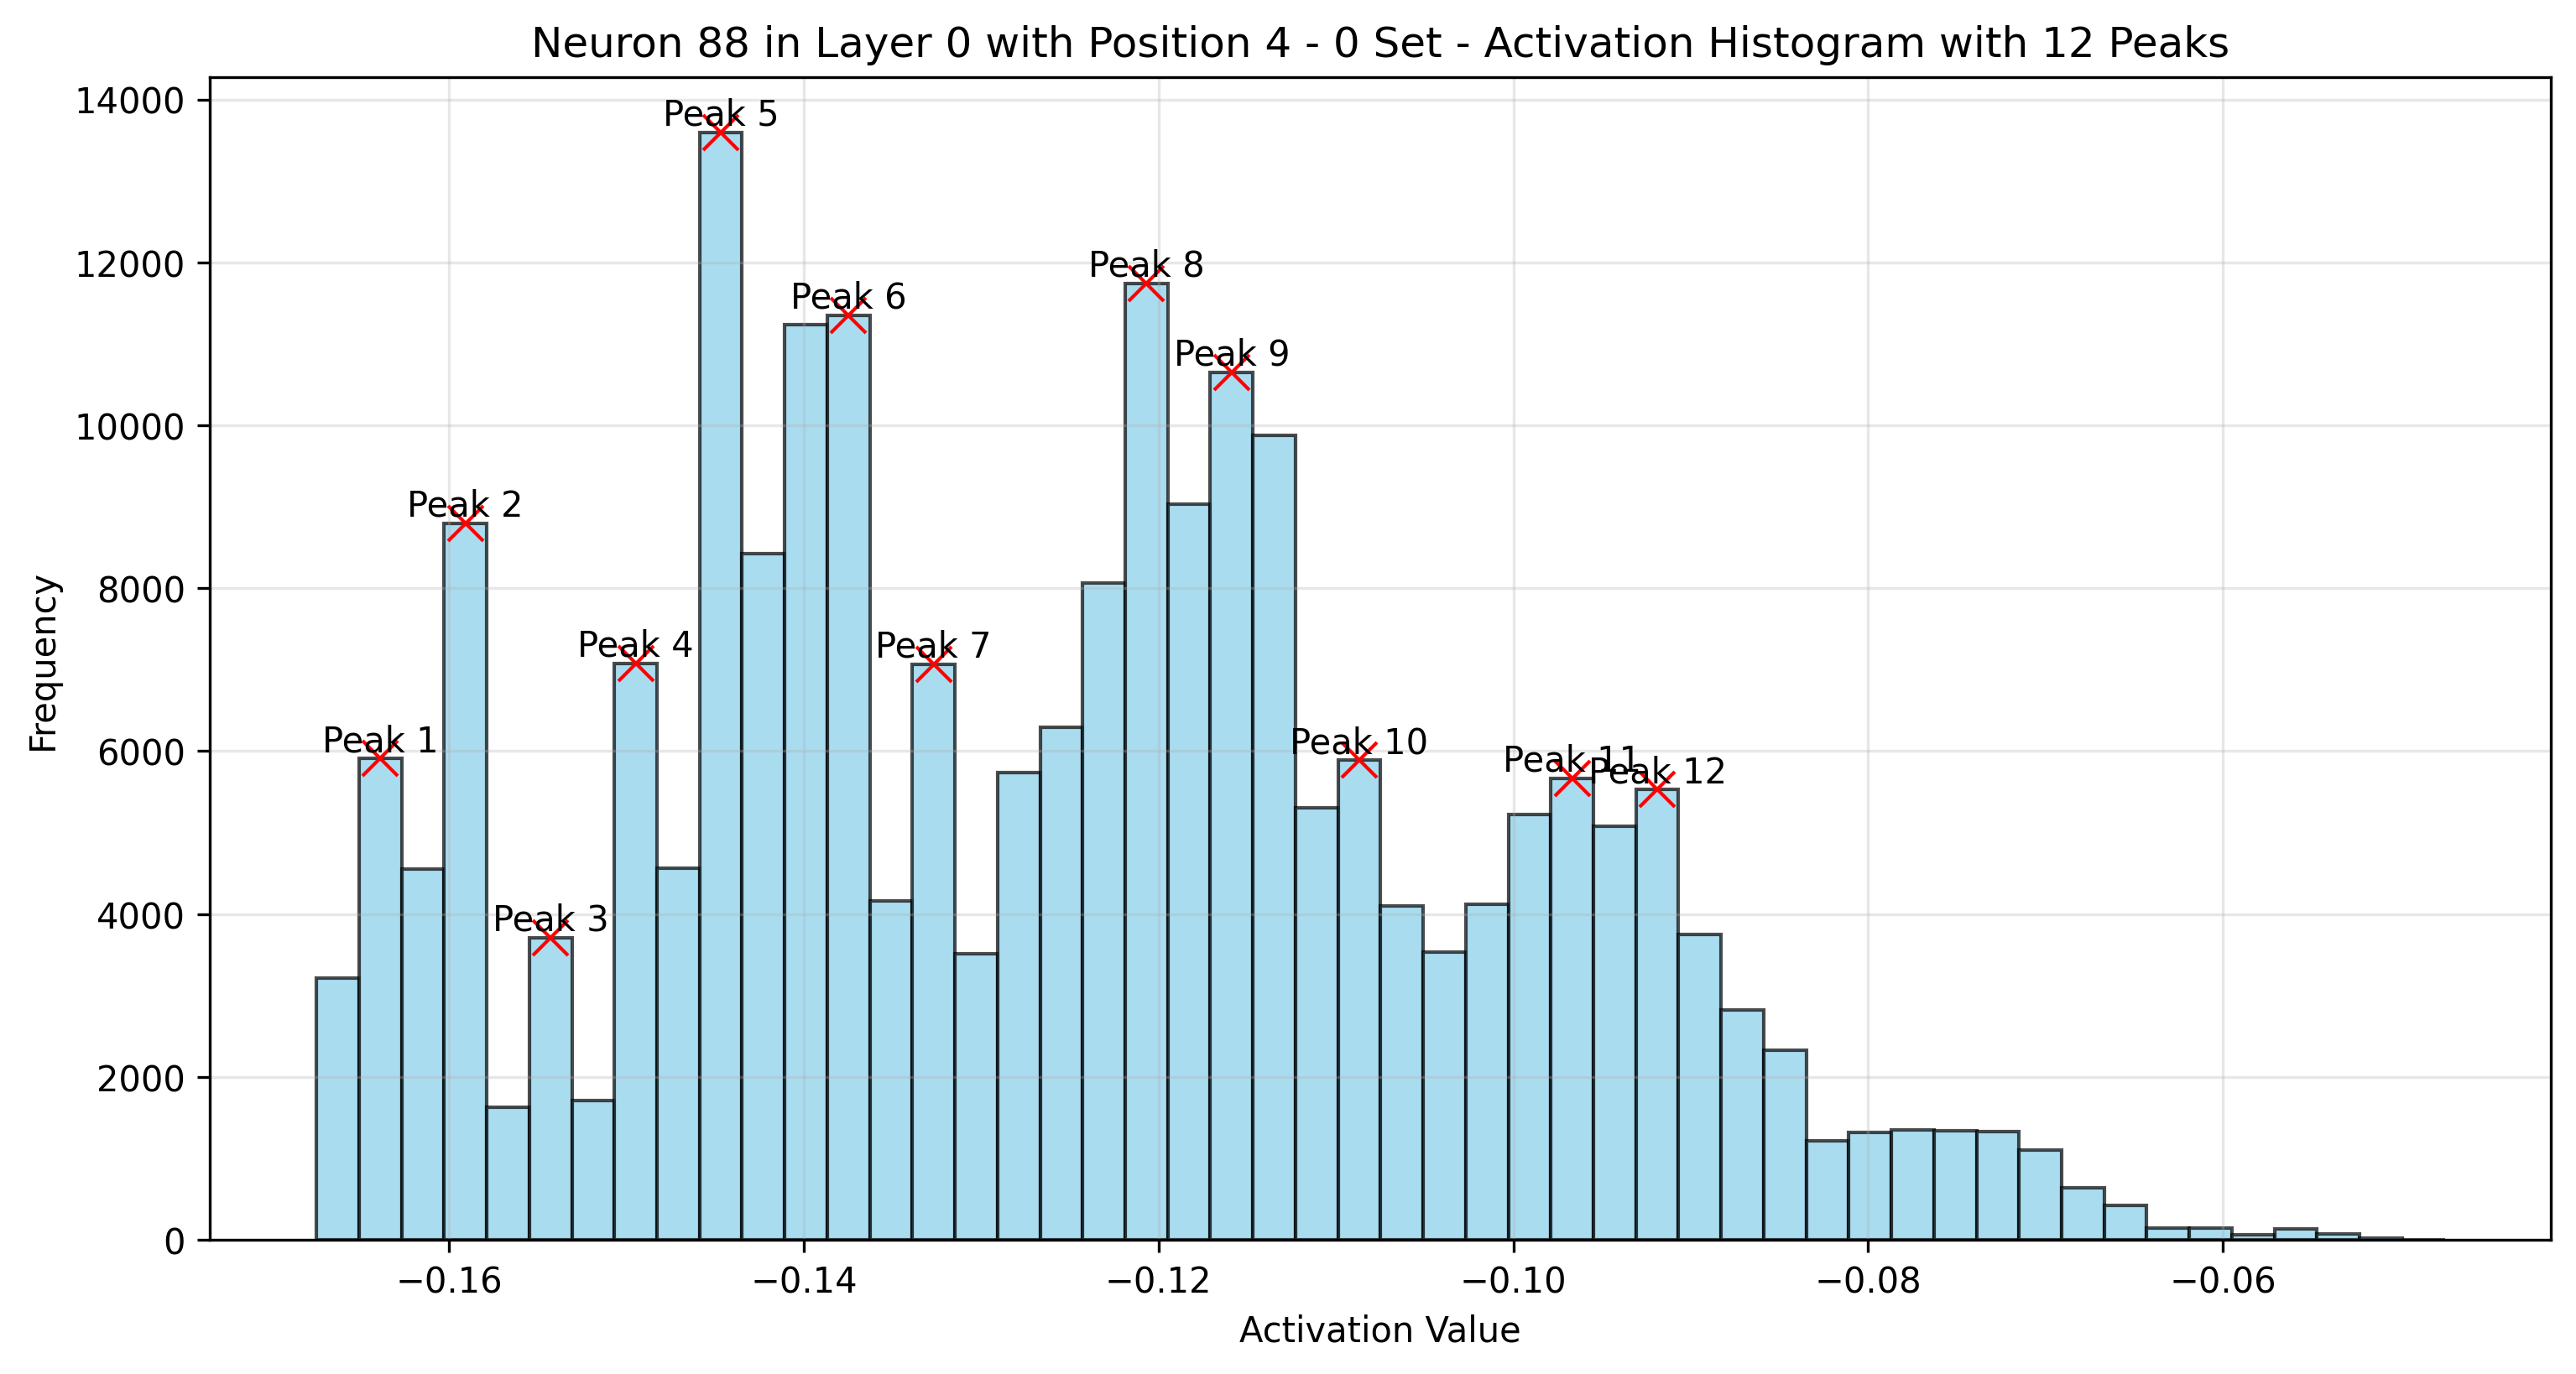 Neuron 88 in Layer 0 with Position 4 - 0 Set - Activation Histogram with 12 Peaks
14000
Peak 5
12000
Peak 8
Peak 6
Peak 9
10000
Peak 2
8000
Peak 4
Peak 7
Frequency
6000
Peak 1
Peak 10
Peak 11
Peak 12
4000
Peak 3
2000
0
−0.16
−0.14
−0.12
−0.10
−0.08
−0.06
Activation Value